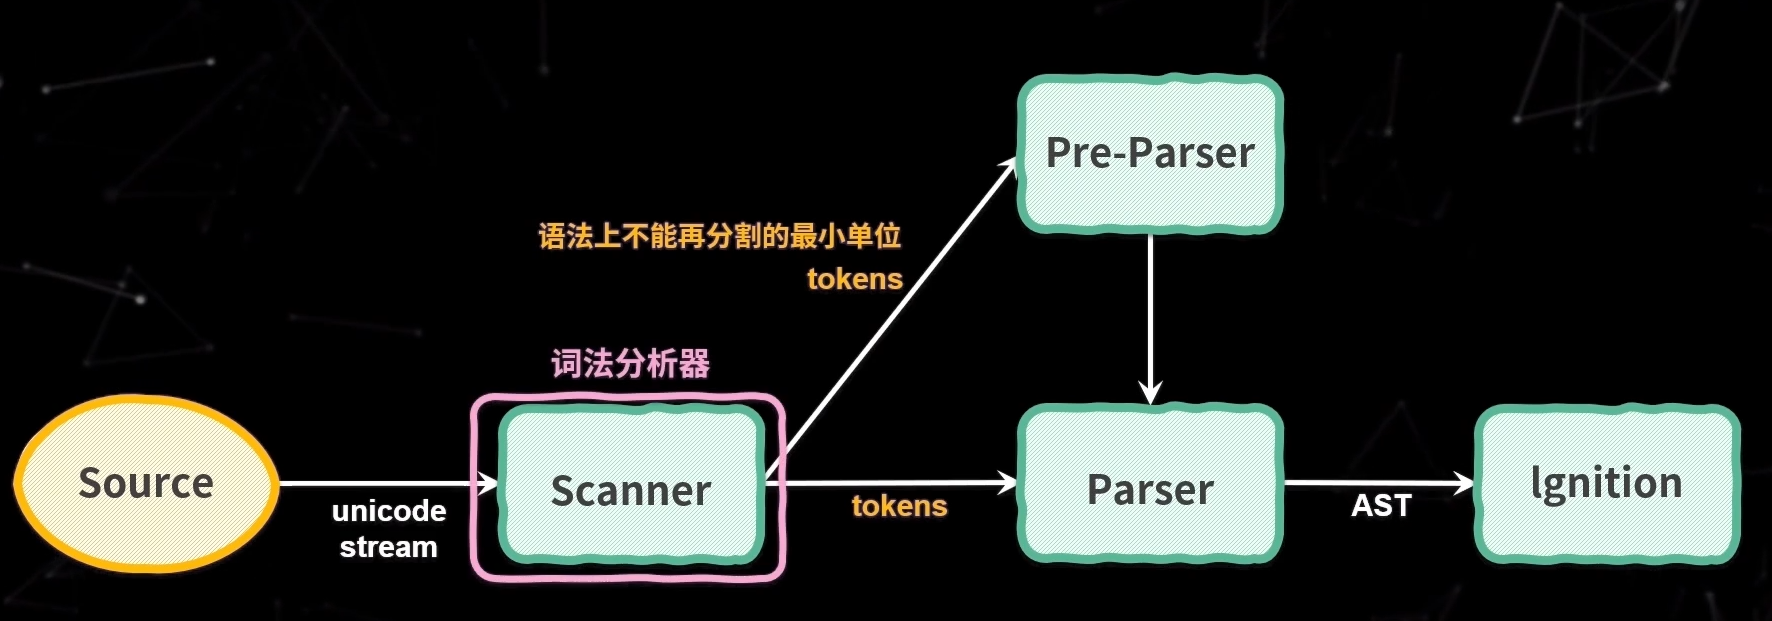 Pre-Parser
语法上不能再分割的最小单位
tokens
词法分析器
Source
unicode
stream
Scanner
tokens
Parser
AST
lgnition